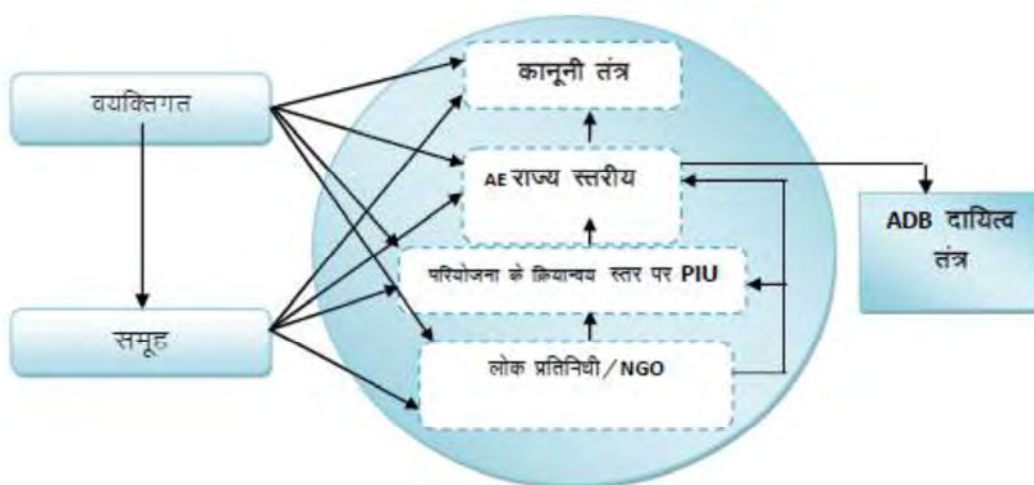 वयक्तिगत
समूह
कानूनी तंत्र
AE राज्य स्तरीय
परियोजना के क्रियान्वय स्तर पर PIU
लोक प्रतिनिधी/NGO
ADB दायित्व
तंत्र